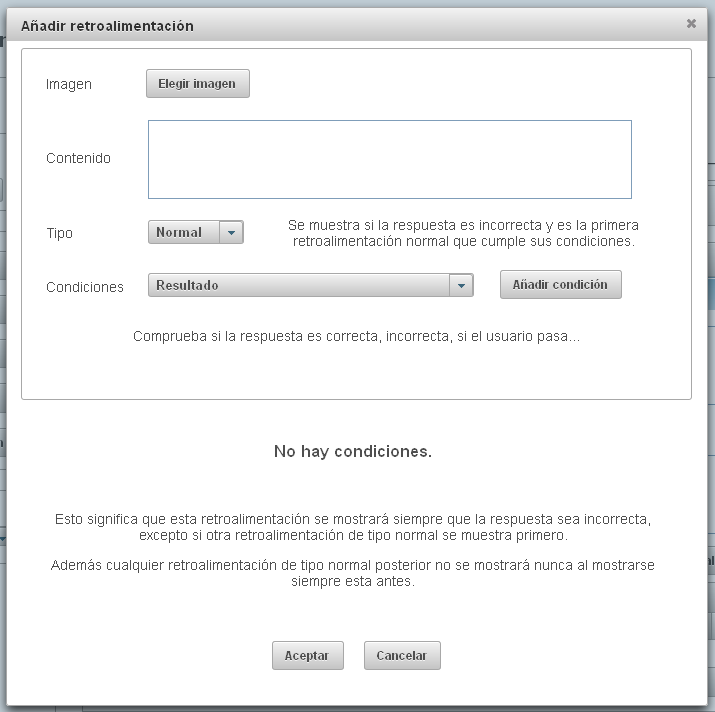 Añadir retroalimentación
Imagen
Elegir imagen
Contenido
Tipo
Normal
Se muestra si la respuesta es incorrecta y es la primera
retroalimentación normal que cumple sus condiciones.
Condiciones
Resultado
Añadir condición
Comprueba si la respuesta es correcta, incorrecta, si el usuario pasa...
No hay condiciones.
Esto significa que esta retroalimentación se mostrará siempre que la respuesta sea incorrecta,
excepto si otra retroalimentación de tipo normal se muestra primero.
Además cualquier retroalimentación de tipo normal posterior no se mostrará nunca al mostrarse
siempre esta antes.
Aceptar
Cancelar